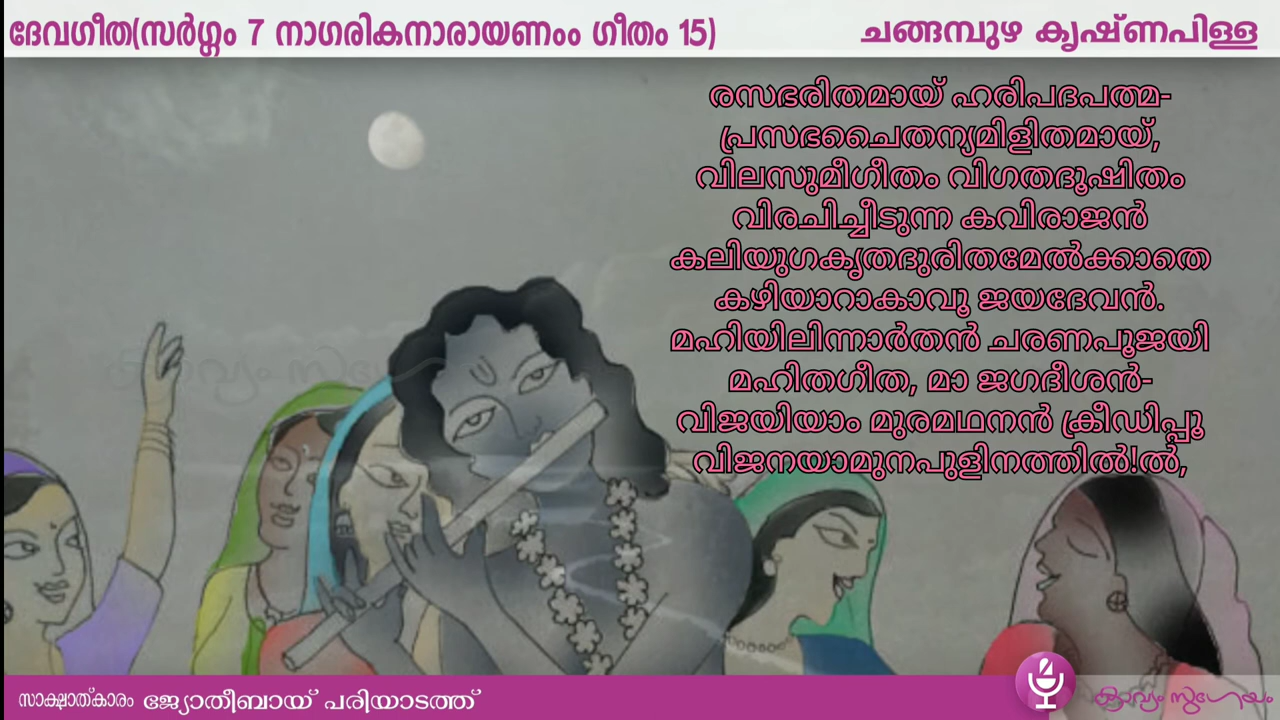 ദേവഗീത(സർഗ്ഗം 7 നാഗരികനാരായണംം ഗീതം 15)
ചങ്ങമ്പുഴ കൃഷ്ണപിള്ള
രസഭരിതമായ് ഹരിപദപത്മ-
പ്രസഭചൈതന്യമിളിതമായ്,
വിലസുമീഗീതം വിഗതദൂഷിതം
വിരചിച്ചീടുന്ന കവിരാജൻ
കലിയുഗകൃതദുരിതമേൽക്കാതെ
കഴിയാറാകാവൂ ജയദേവൻ.
മഹിയിലിന്നാർതൻ ചരണപൂജയി
മഹിതഗീത, മാ ജഗദീശൻ-
വിജയിയാം മുരമഥനൻ ക്രീഡിപ്പൂ
വിജനയാമുനപുളിനത്തിൽ!ൽ,
കാവ്യം സുഗേയം
സാക്ഷാത്കാരം ജ്യോതീബായ് പരിയാടത്ത്
കാവ്യം സുഗേയം